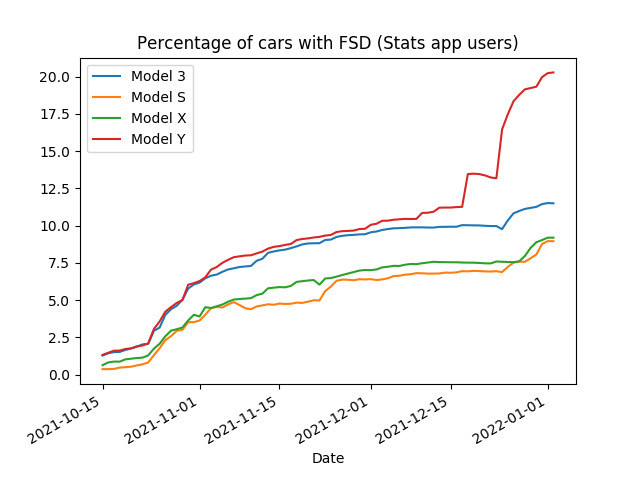 Percentage of cars with FSD (Stats app users)
Model 3
Model S
Model X
Model Y
20.0
17.5
15.0
12.5
10.0
7.5
5.0
2.5
0.0
2021-10-15
2021-11-01
2021-11-15
2021-12-01
2021-12-15
2022-01-01
Date